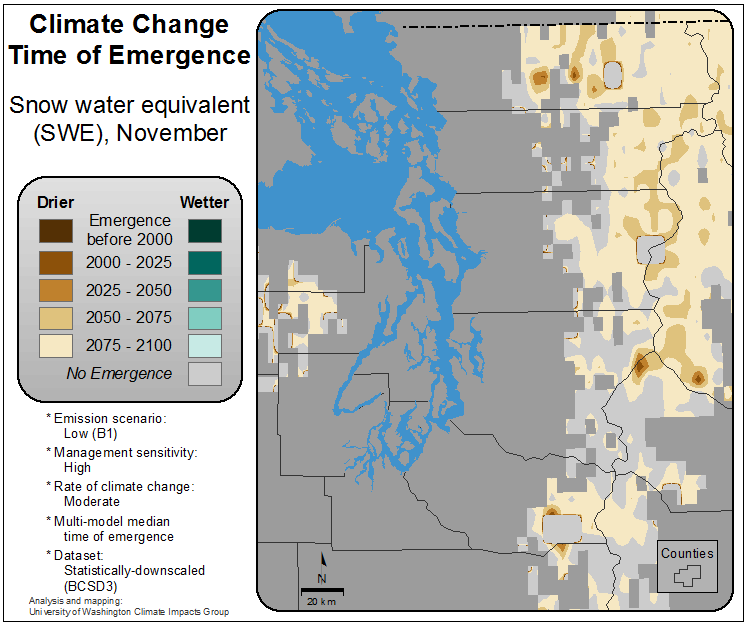 Climate Change
Time of Emergence
Snow water equivalent
(SWE), November
Drier Wetter
Emergence
before 2000
2000 - 2025
2025 - 2050
2050 - 2075
2075 - 2100
No Emergence
* Emission scenario:
Low (B1)
* Management sensitivity:
High
* Rate of climate change:
Moderate
* Multi-model median
time of emergence
* Dataset:
Statistically-downscaled
(BCSD3)
Analysis and mapping:
University of Washington Climate Impacts Group
N
20 km
Counties